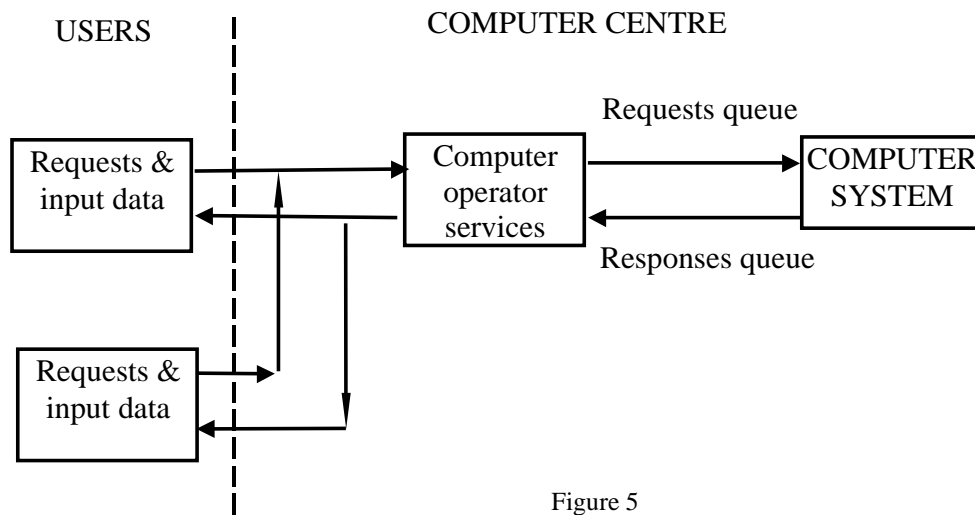 USERS
COMPUTER CENTRE
Requests queue
Requests &
input data
Computer
operator
services
COMPUTER
SYSTEM
Responses queue
Requests &
input data
Figure 5